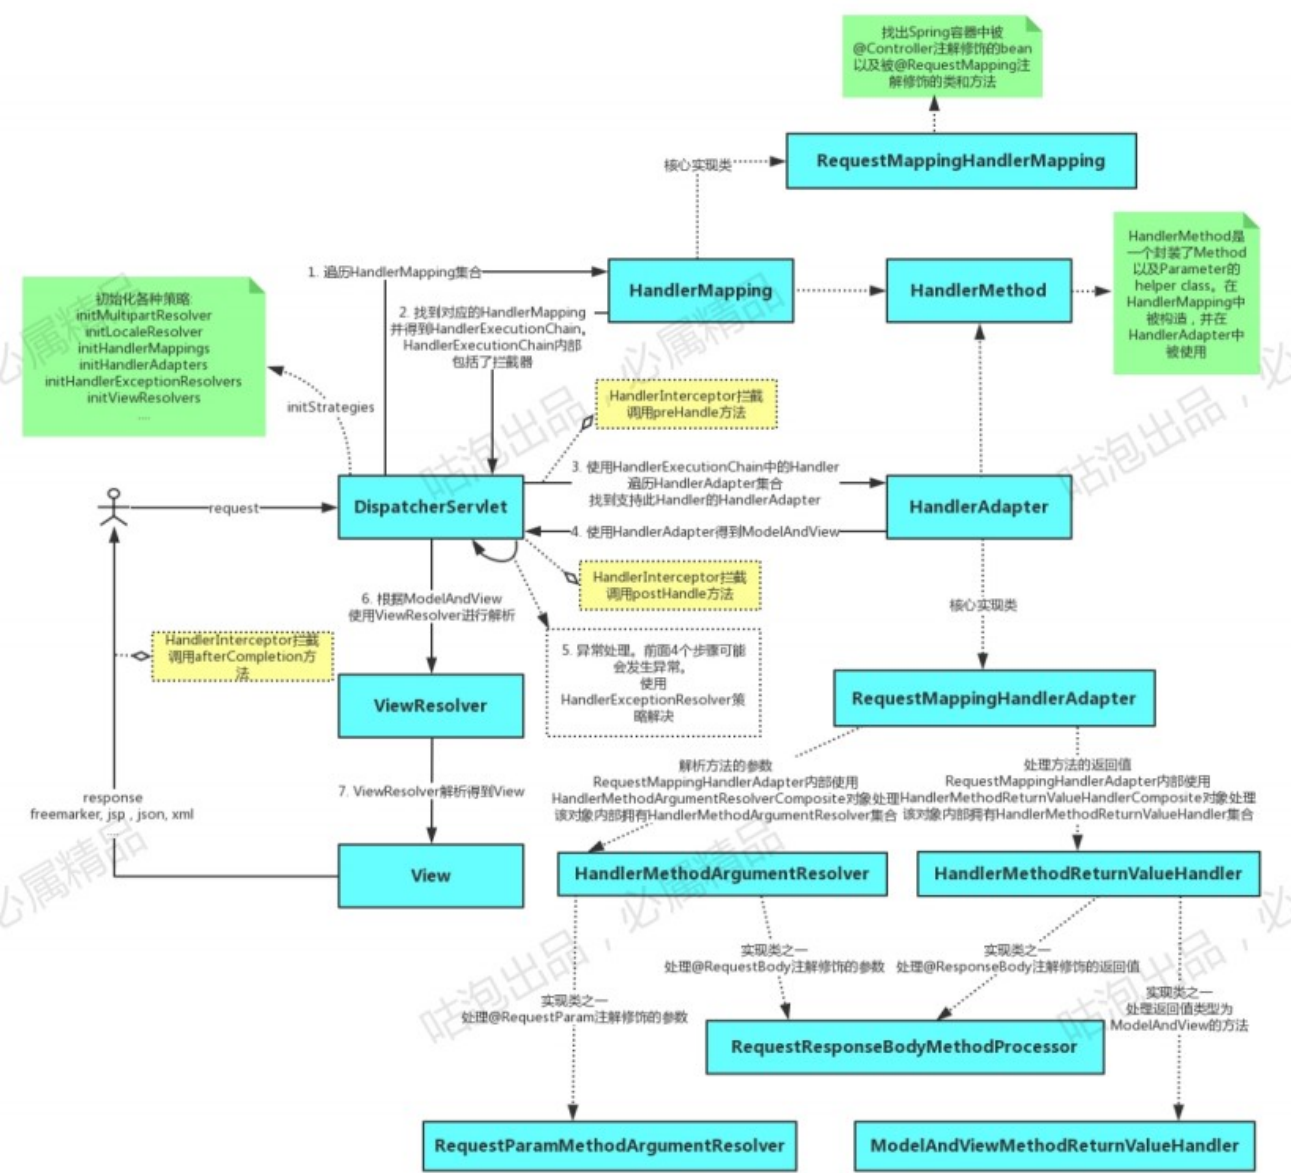 找出Spring容器中被
@Controller注解修饰的bean
以及被@RequestMapping注
解修饰的类和方法
核心实现类
RequestMappingHandlerMapping
HandlerMethod是
一个封装了Method
以及Parameter的
helper class。在
HandlerMapping中
被构造，并在
HandlerAdapter中
被使用
1. 遍历HandlerMapping集合
HandlerMapping
HandlerMethod
初始化各种策略:
initMultipartResolver
initLocaleResolver
initHandlerMappings
initHandlerAdapters
initHandlerExceptionResolvers
initViewResolvers
....
2. 找到对应的HandlerMapping
并得到HandlerExecutionChain。
HandlerExecutionChain内部
包括了拦截器
initStrategies
HandlerInterceptor拦截
调用preHandle方法
3. 使用HandlerExecutionChain中的Handler
遍历HandlerAdapter集合
找到支持此Handler的HandlerAdapter
request
DispatcherServlet
HandlerAdapter
4. 使用HandlerAdapter得到ModelAndView
HandlerInterceptor拦截
调用postHandle方法
6. 根据ModelAndView
使用ViewResolver进行解析
核心实现类
HandlerInterceptor拦截
调用afterCompletion方
法
5. 异常处理。前面4个步骤可能
会发生异常。
使用
HandlerExceptionResolver策
略解决
ViewResolver
RequestMappingHandlerAdapter
解析方法的参数
RequestMappingHandlerAdapter内部使用
HandlerMethodArgumentResolverComposite对象处理
该对象内部拥有HandlerMethodArgumentResolver集合
处理方法的返回值
RequestMappingHandlerAdapter内部使用
HandlerMethodReturnValueHandlerComposite对象处理
该对象内部拥有HandlerMethodReturnValueHandler集合
7. ViewResolver解析得到View
response
freemarker, jsp , json, xml
...
View
HandlerMethodArgumentResolver
HandlerMethodReturnValueHandler
实现类之一
处理@RequestBody注解修饰的参数
实现类之一
处理@ResponseBody注解修饰的返回值
实现类之一
处理@RequestParam注解修饰的参数
实现类之一
处理返回值类型为
ModelAndView的方法
RequestResponseBodyMethodProcessor
RequestParamMethodArgumentResolver
ModelAndViewMethodReturnValueHandler
必属精品
咕泡出品，必属精品
咕泡出品，必
必属精品
咕泡出品，必属精品
咕泡出品，必